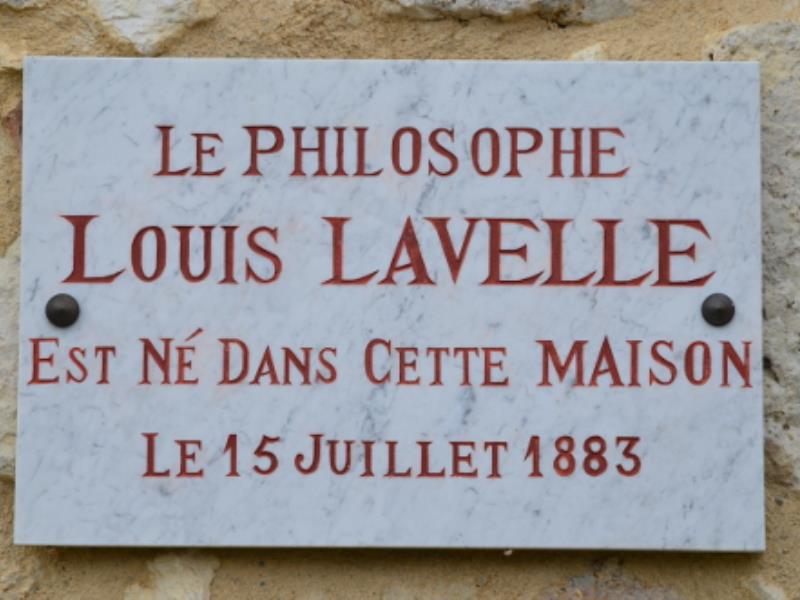 LE PHILOSOPHE
LOUIS LAVELLE
EST NÉ DANS CETTE MAISON
LE 15 JUILLET 1883